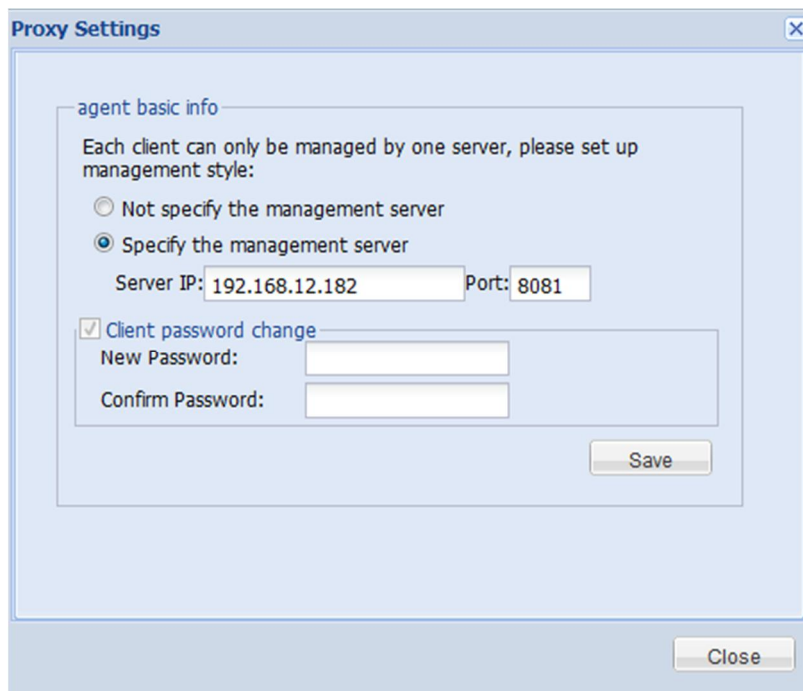 Proxy Settings
agent basic info
Each client can only be managed by one server, please set up
management style:
Not specify the management server
Specify the management server
Server IP: 192.168.12.182 Port: 8081
Client password change
New Password:
Confirm Password:
Save
Close